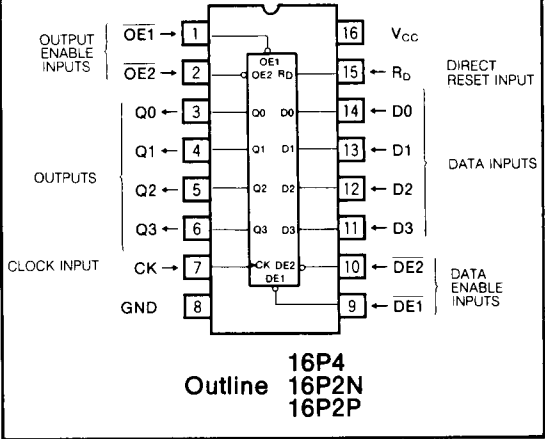 OUTPUT
ENABLE
INPUTS
OE1 → 1
OE2 → 2
OUTPUTS
Q0 ← 3
Q1 ← 4
Q2 ← 5
Q3 ← 6
CLOCK INPUT CK → 7
GND 8
OE1
OE2 RD
Q0 D0
Q1 D1
Q2 D2
Q3 D3
CK DE2
DE1
16 VCC
15 ← RD
DIRECT
RESET INPUT
14 ← D0
13 ← D1
12 ← D2
11 ← D3
DATA INPUTS
10 ← DE2
9 ← DE1
DATA
ENABLE
INPUTS
Outline 16P4
16P2N
16P2P